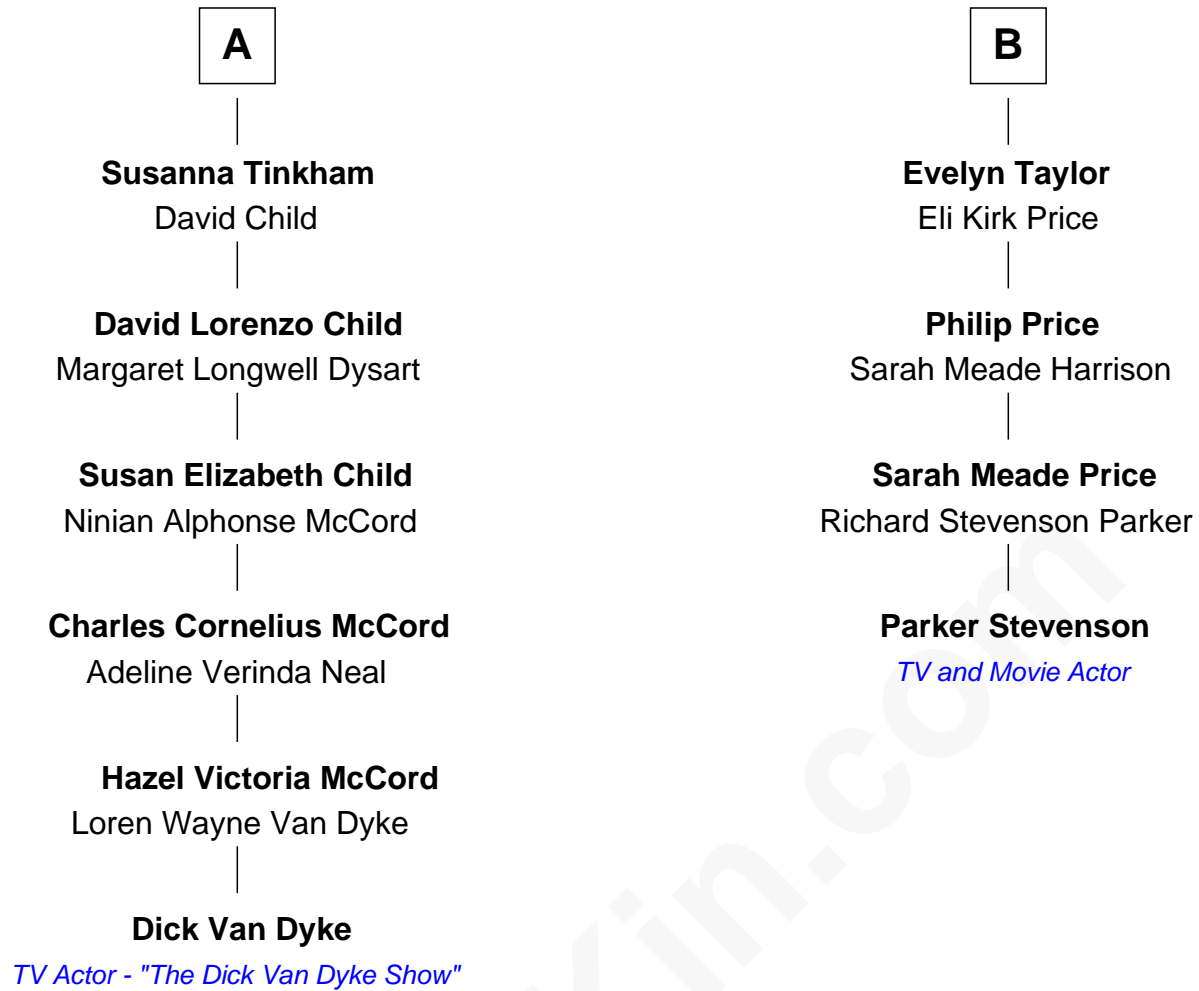 A
Susanna Tinkham
David Child
David Lorenzo Child
Margaret Longwell Dysart
Susan Elizabeth Child
Ninian Alphonse McCord
Charles Cornelius McCord
Adeline Verinda Neal
Hazel Victoria McCord
Loren Wayne Van Dyke
Dick Van Dyke
TV Actor - "The Dick Van Dyke Show"
B
Evelyn Taylor
Eli Kirk Price
Philip Price
Sarah Meade Harrison
Sarah Meade Price
Richard Stevenson Parker
Parker Stevenson
TV and Movie Actor